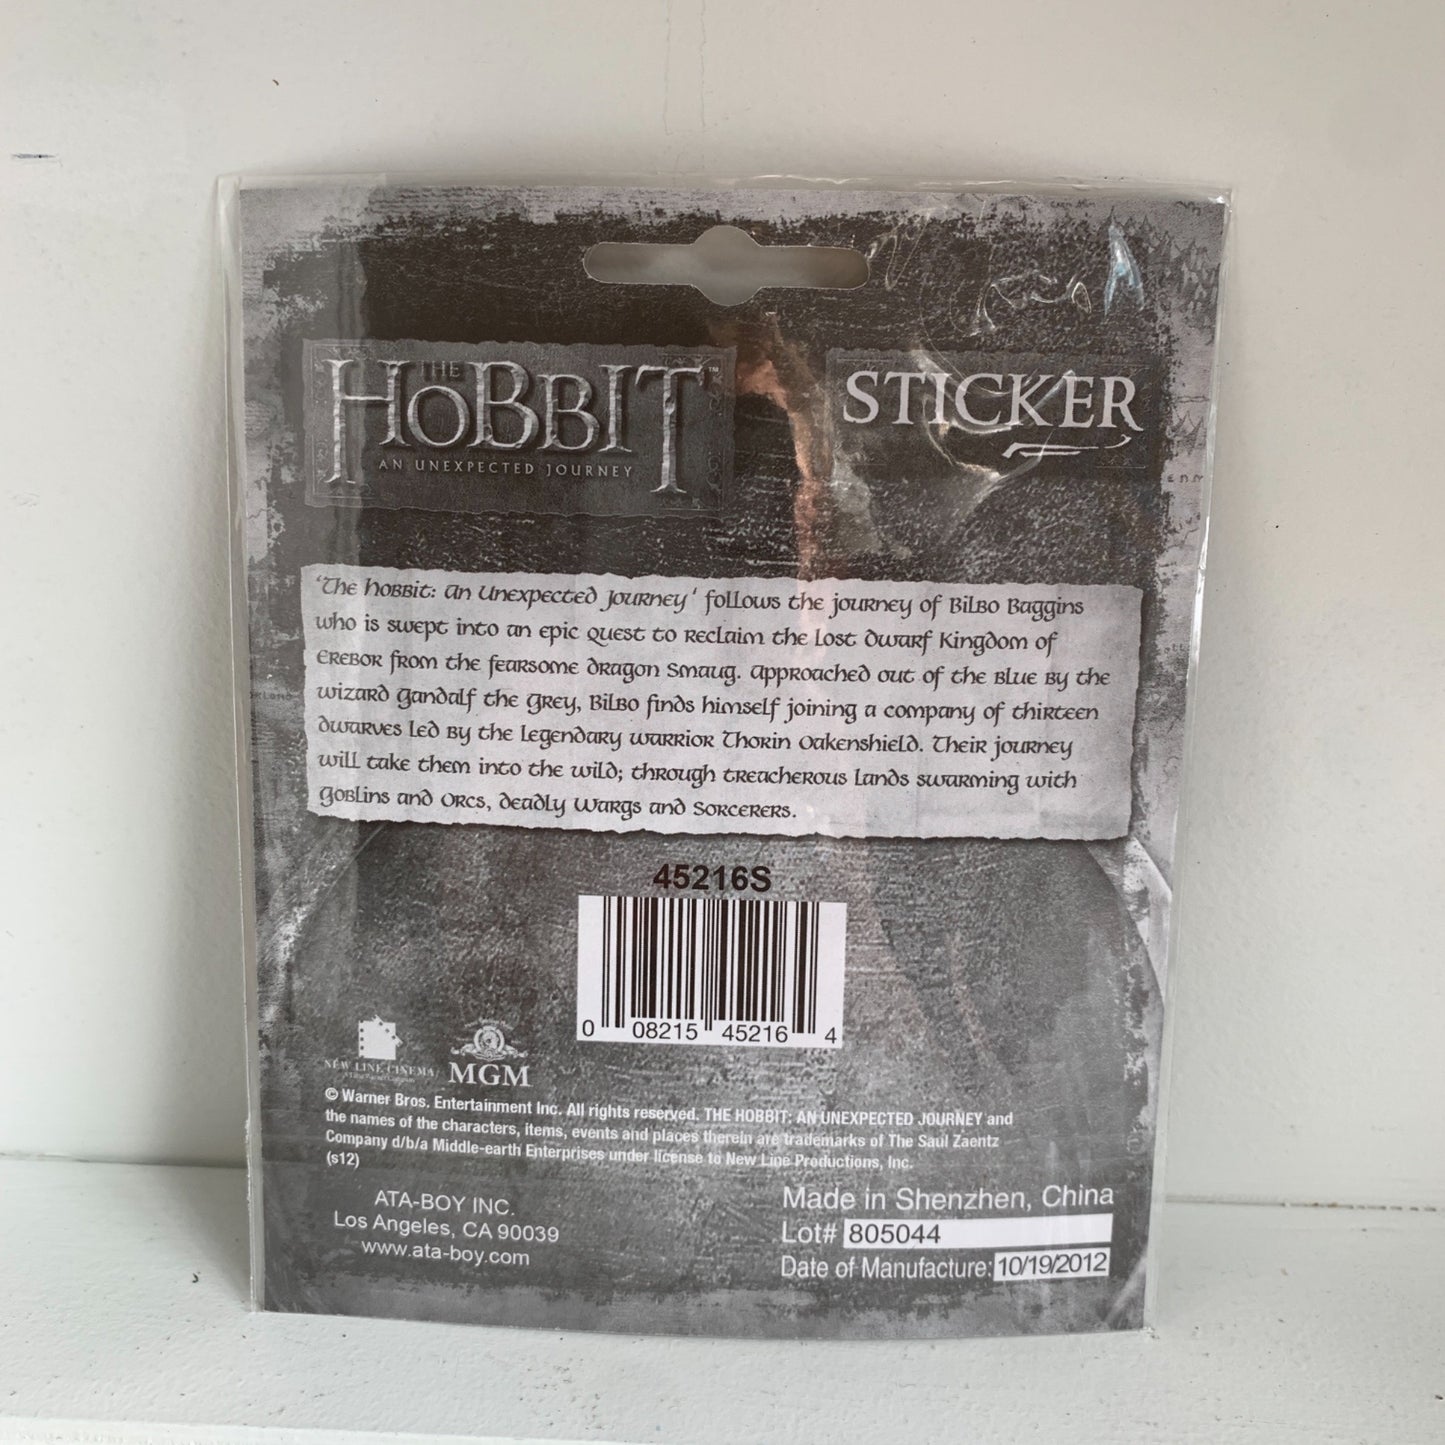 THE HOBBIT™
AN UNEXPECTED JOURNEY
STICKER
'The Hobbit: An Unexpected Journey' follows the journey of Bilbo Baggins
who is swept into an epic quest to reclaim the lost Dwarf Kingdom of
Erebor from the fearsome dragon Smaug. Approached out of the blue by the
wizard Gandalf the Grey, Bilbo finds himself joining a company of thirteen
dwarves led by the legendary warrior Thorin Oakenshield. Their journey
will take them into the wild; through treacherous lands swarming with
Goblins and Orcs, deadly Wargs and Sorcerers.
45216S
0 08215 45216 4
NEW LINE CINEMA
MGM
© Warner Bros. Entertainment Inc. All rights reserved. THE HOBBIT: AN UNEXPECTED JOURNEY and
the names of the characters, items, events and places therein are trademarks of The Saul Zaentz
Company d/b/a Middle-earth Enterprises under license to New Line Productions, Inc.
(s12)
ATA-BOY INC.
Los Angeles, CA 90039
www.ata-boy.com
Made in Shenzhen, China
Lot# 805044
Date of Manufacture: 10/19/2012